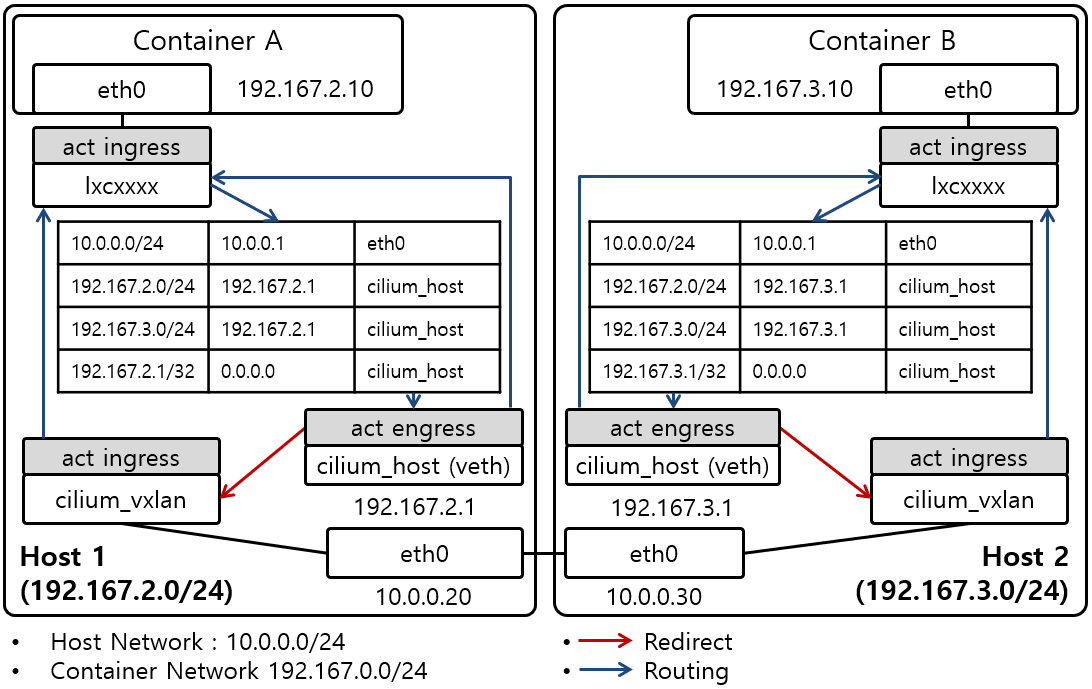 Container A
eth0 192.167.2.10
act ingress
lxcxxxx
10.0.0.0/24 10.0.0.1 eth0
192.167.2.0/24 192.167.2.1 cilium_host
192.167.3.0/24 192.167.2.1 cilium_host
192.167.2.1/32 0.0.0.0 cilium_host
act engress
cilium_host (veth)
192.167.2.1
act ingress
cilium_vxlan
eth0
10.0.0.20
Host 1
(192.167.2.0/24)
Container B
192.167.3.10 eth0
act ingress
lxcxxxx
10.0.0.0/24 10.0.0.1 eth0
192.167.2.0/24 192.167.3.1 cilium_host
192.167.3.0/24 192.167.3.1 cilium_host
192.167.3.1/32 0.0.0.0 cilium_host
act engress
cilium_host (veth)
192.167.3.1
act ingress
cilium_vxlan
eth0
10.0.0.30
Host 2
(192.167.3.0/24)
• Host Network : 10.0.0.0/24
• Container Network 192.167.0.0/24
• Redirect
• Routing